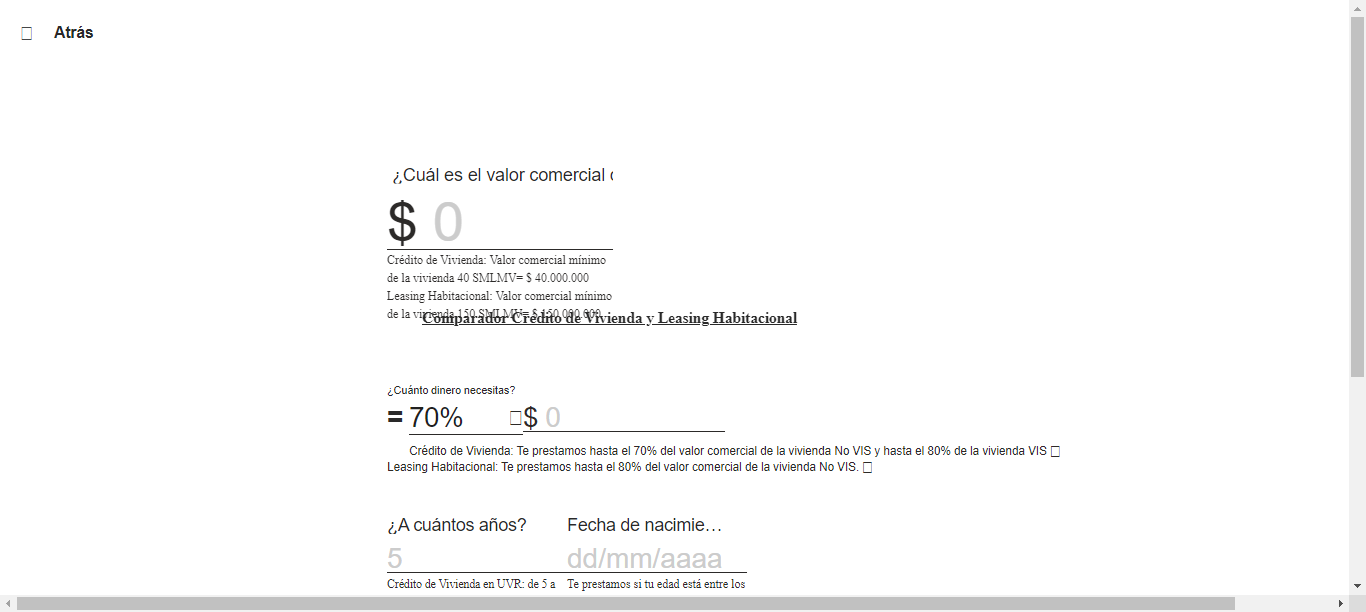 Atrás
¿Cuál es el valor comercial
$ 0
Crédito de Vivienda: Valor comercial mínimo
de la vivienda 40 SMLMV= $ 40.000.000
Leasing Habitacional: Valor comercial mínimo
de la vivienda 150 SMLMV= $ 150.000.000
Comparador Crédito de Vivienda y Leasing Habitacional
¿Cuánto dinero necesitas?
= 70% $ 0
Crédito de Vivienda: Te prestamos hasta el 70% del valor comercial de la vivienda No VIS y hasta el 80% de la vivienda VIS
Leasing Habitacional: Te prestamos hasta el 80% del valor comercial de la vivienda No VIS.
¿A cuántos años? Fecha de nacimie…
5 dd/mm/aaaa
Crédito de Vivienda en UVR: de 5 a Te prestamos si tu edad está entre los